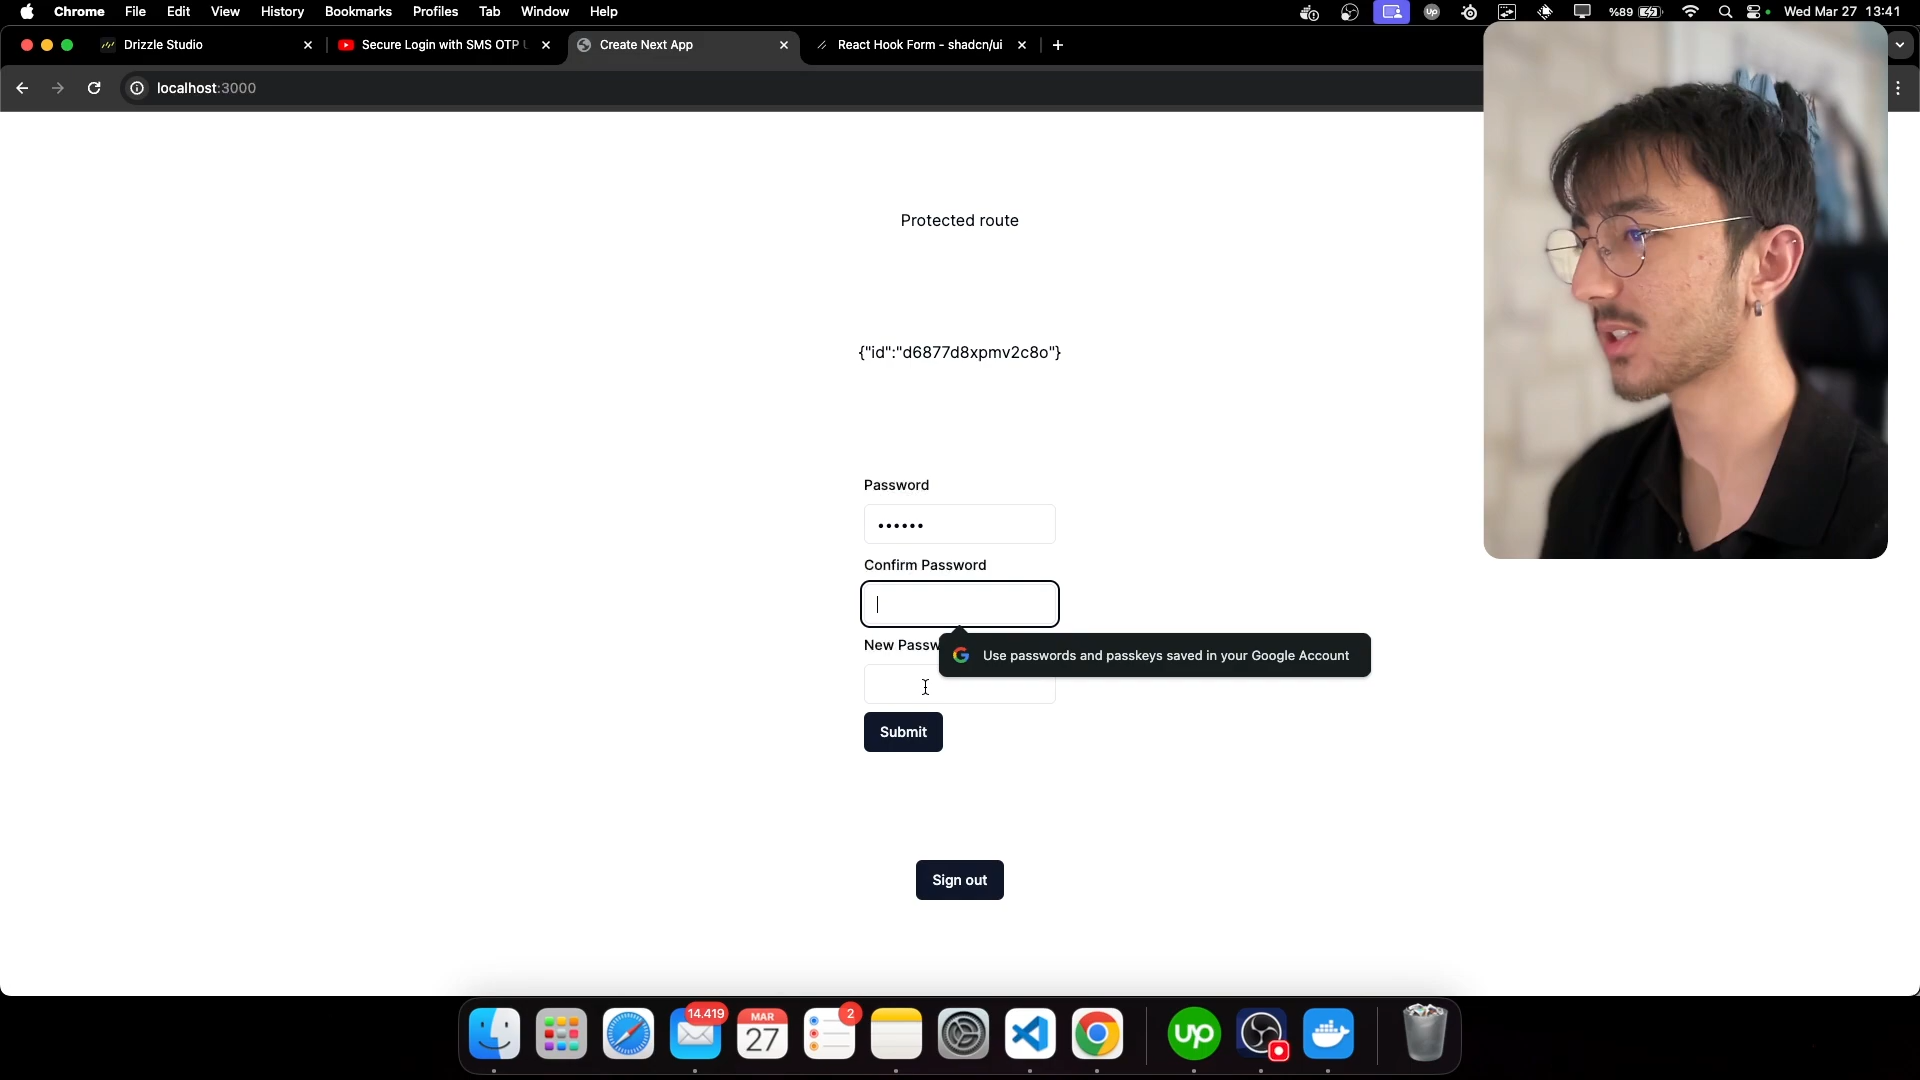 Chrome File Edit View History Bookmarks Profiles Tab Window Help up %89 Wed Mar 27 13:41
Drizzle Studio Secure Login with SMS OTP Create Next App React Hook Form - shadcn/ui
localhost:3000
Protected route
{"id":"d6877d8xpmv2c8o"}
Password
••••••
Confirm Password
New Passw
Use passwords and passkeys saved in your Google Account
Submit
Sign out
14.419
MAR
27
2
up